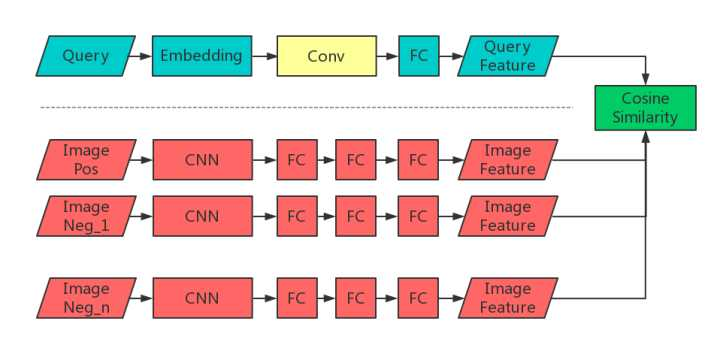 Query
Embedding
Conv
FC
Query
Feature
Cosine
Similarity
Image
Pos
CNN
FC
FC
FC
Image
Feature
Image
Neg_1
CNN
FC
FC
FC
Image
Feature
Image
Neg_n
CNN
FC
FC
FC
Image
Feature